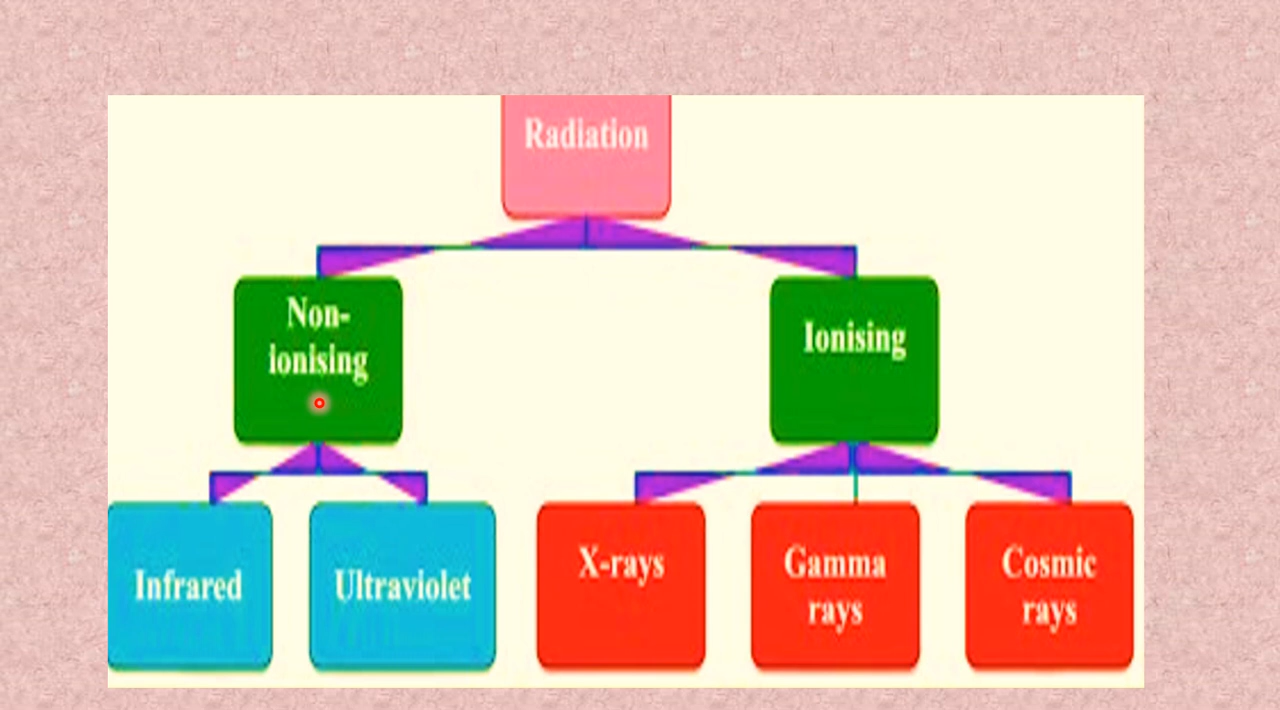 Radiation
Non-
ionising
Ionising
Infrared
Ultraviolet
X-rays
Gamma
rays
Cosmic
rays